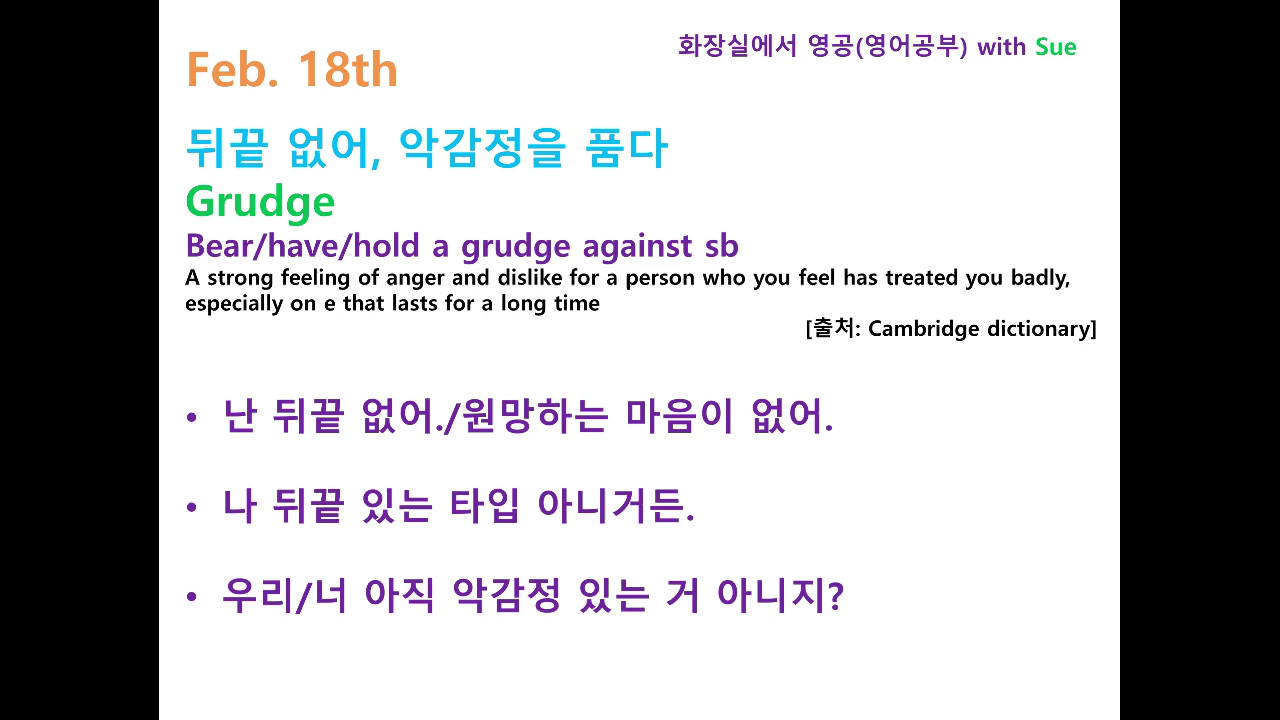 화장실에서 영공(영어공부) with Sue
Feb. 18th
뒤끝 없어, 악감정을 품다
Grudge
Bear/have/hold a grudge against sb
A strong feeling of anger and dislike for a person who you feel has treated you badly,
especially on e that lasts for a long time
[출처: Cambridge dictionary]
• 난 뒤끝 없어./원망하는 마음이 없어.
• 나 뒤끝 있는 타입 아니거든.
• 우리/너 아직 악감정 있는 거 아니지?